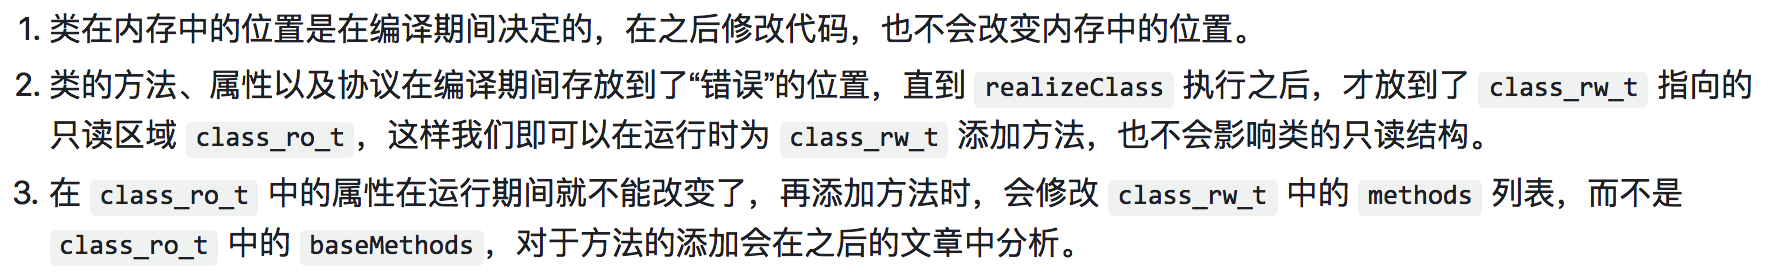 1. 类在内存中的位置是在编译期间决定的，在之后修改代码，也不会改变内存中的位置。
2. 类的方法、属性以及协议在编译期间存放到了“错误”的位置，直到 realizeClass 执行之后，才放到了 class_rw_t 指向的
只读区域 class_ro_t，这样我们即可以在运行时为 class_rw_t 添加方法，也不会影响类的只读结构。
3. 在 class_ro_t 中的属性在运行期间就不能改变了，再添加方法时，会修改 class_rw_t 中的 methods 列表，而不是
class_ro_t 中的 baseMethods，对于方法的添加会在之后的文章中分析。